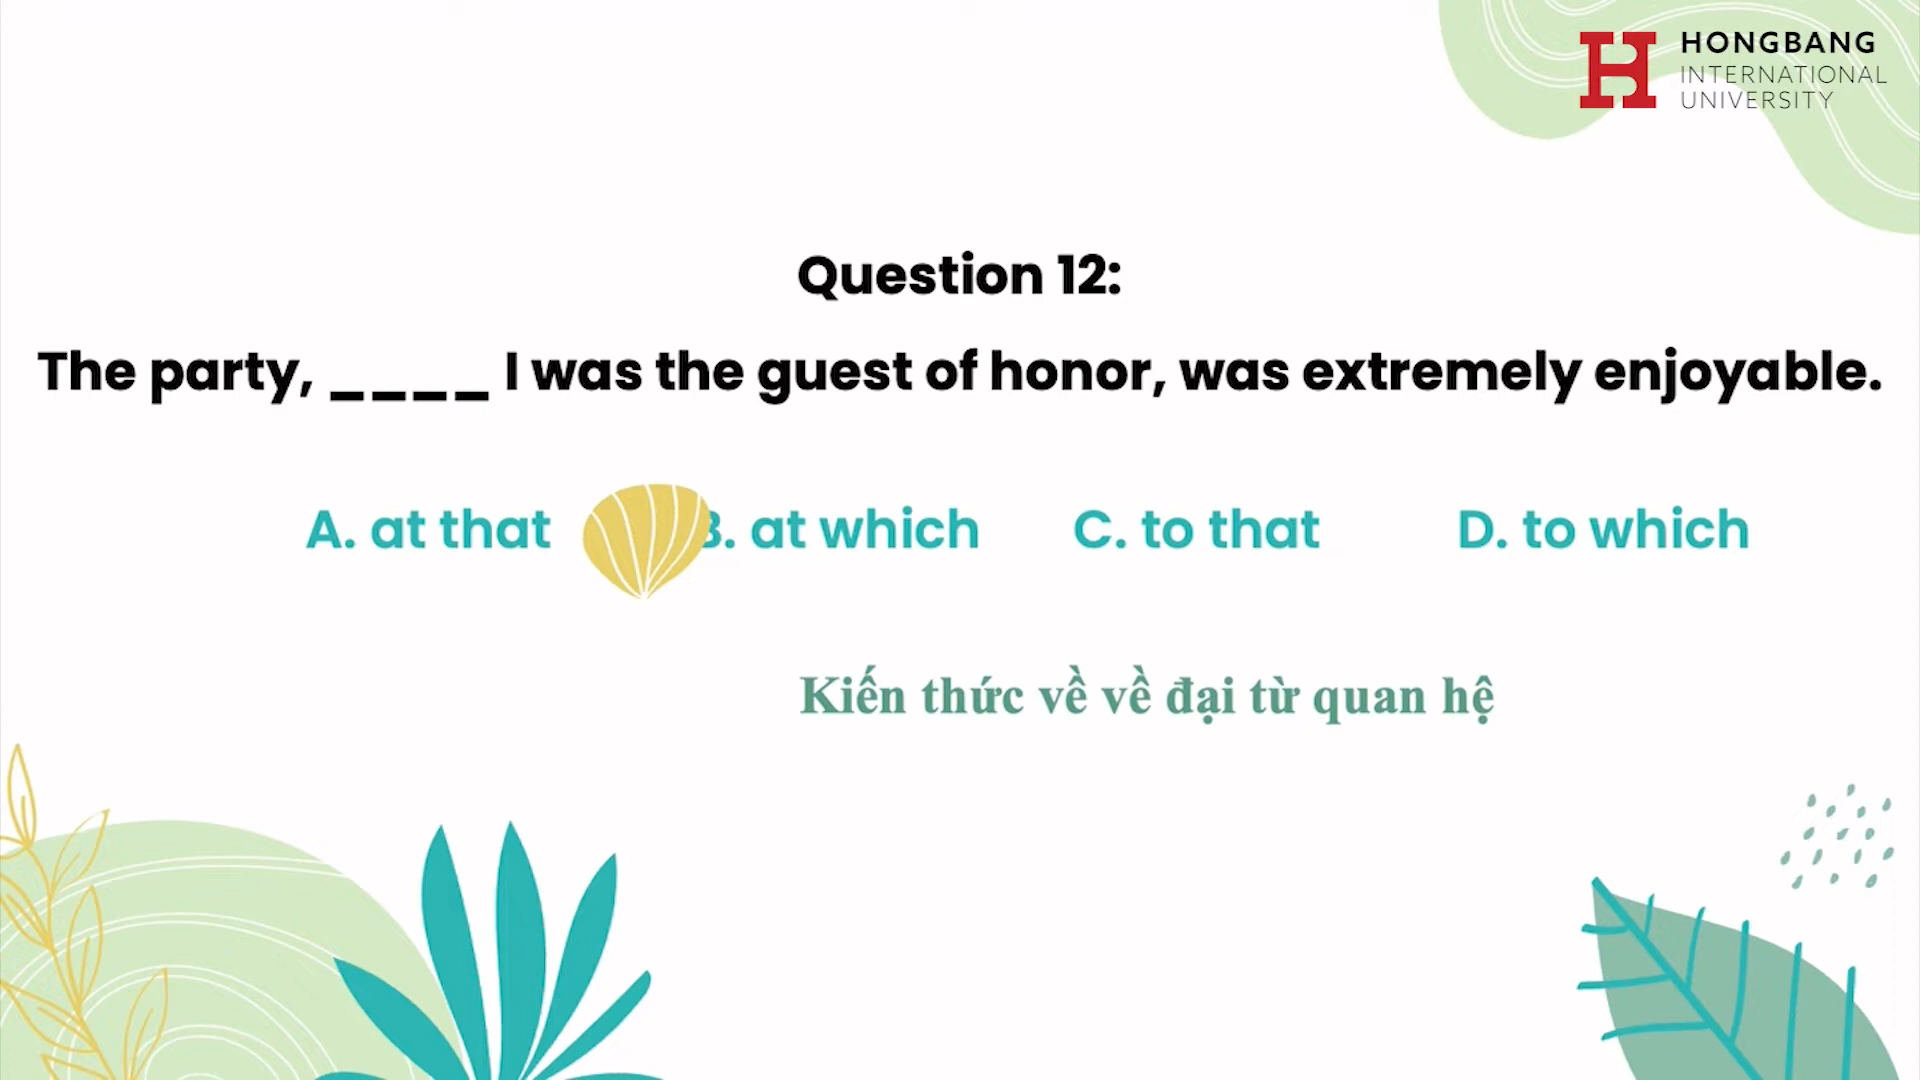 HONGBANG
INTERNATIONAL
UNIVERSITY
Question 12:
The party, ____ I was the guest of honor, was extremely enjoyable.
A. at that B. at which C. to that D. to which
Kiến thức về về đại từ quan hệ